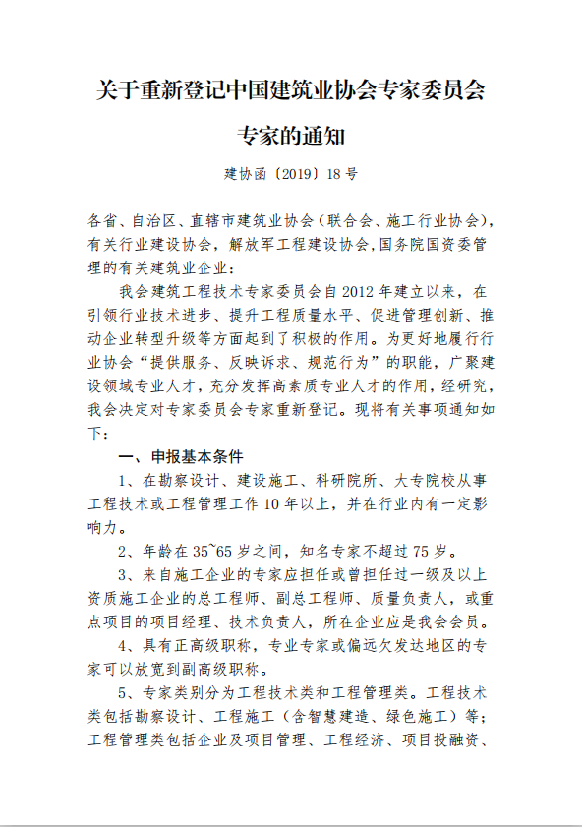 关于重新登记中国建筑业协会专家委员会
专家的通知
建协函〔2019〕18 号
各省、自治区、直辖市建筑业协会（联合会、施工行业协会），
有关行业建设协会，解放军工程建设协会,国务院国资委管
理的有关建筑业企业：
我会建筑工程技术专家委员会自 2012 年建立以来，在
引领行业技术进步、提升工程质量水平、促进管理创新、推
动企业转型升级等方面起到了积极的作用。为更好地履行行
业协会“提供服务、反映诉求、规范行为”的职能，广聚建
设领域专业人才，充分发挥高素质专业人才的作用，经研究，
我会决定对专家委员会专家重新登记。现将有关事项通知如
下：
一、申报基本条件
1、在勘察设计、建设施工、科研院所、大专院校从事
工程技术或工程管理工作 10 年以上，并在行业内有一定影
响力。
2、年龄在 35~65 岁之间，知名专家不超过 75 岁。
3、来自施工企业的专家应担任或曾担任过一级及以上
资质施工企业的总工程师、副总工程师、质量负责人，或重
点项目的项目经理、技术负责人，所在企业应是我会会员。
4、具有正高级职称，专业专家或偏远欠发达地区的专
家可以放宽到副高级职称。
5、专家类别分为工程技术类和工程管理类。工程技术
类包括勘察设计、工程施工（含智慧建造、绿色施工）等；
工程管理类包括企业及项目管理、工程经济、项目投融资、